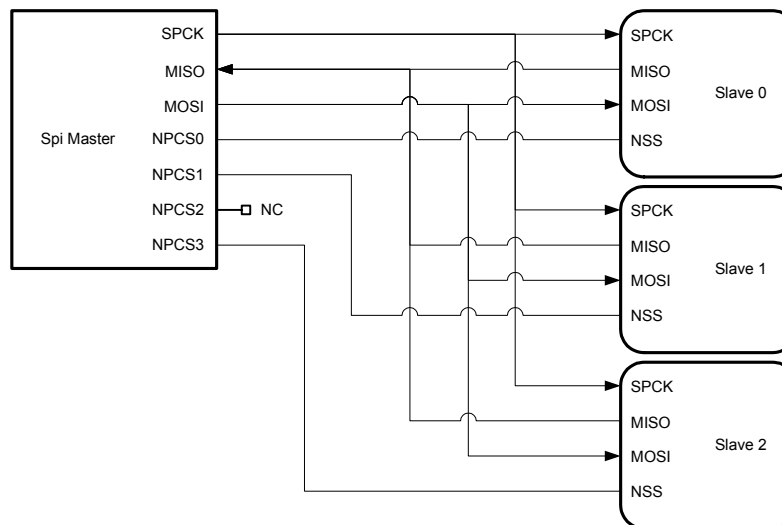 Spi Master
SPCK
MISO
MOSI
NPCS0
NPCS1
NPCS2
NC
NPCS3
SPCK
MISO
MOSI
NSS
Slave 0
SPCK
MISO
MOSI
NSS
Slave 1
SPCK
MISO
MOSI
NSS
Slave 2